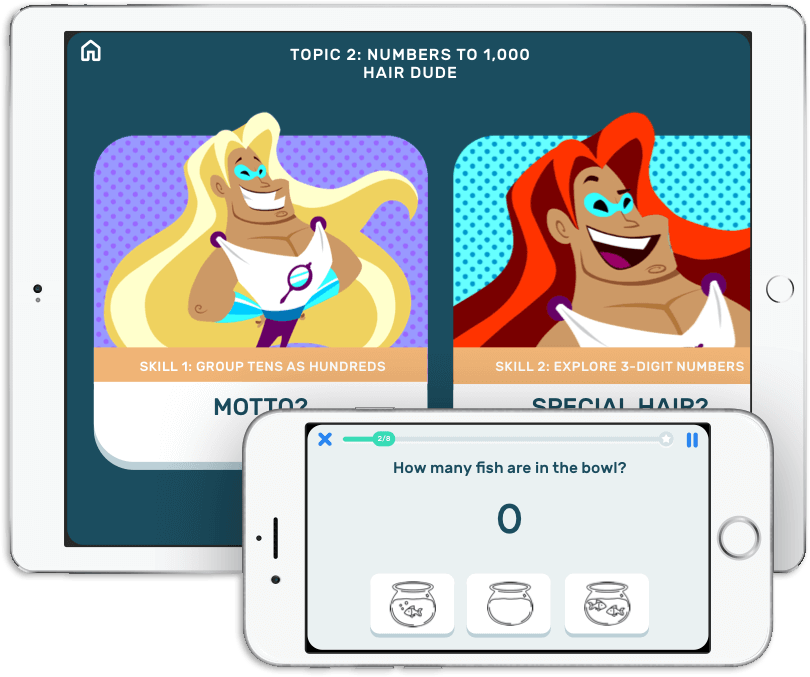 TOPIC 2: NUMBERS TO 1,000
HAIR DUDE
SKILL 1: GROUP TENS AS HUNDREDS
SKILL 2: EXPLORE 3-DIGIT NUMBERS
MOTTO?
SPECIAL HAIR?
2/8
How many fish are in the bowl?
0